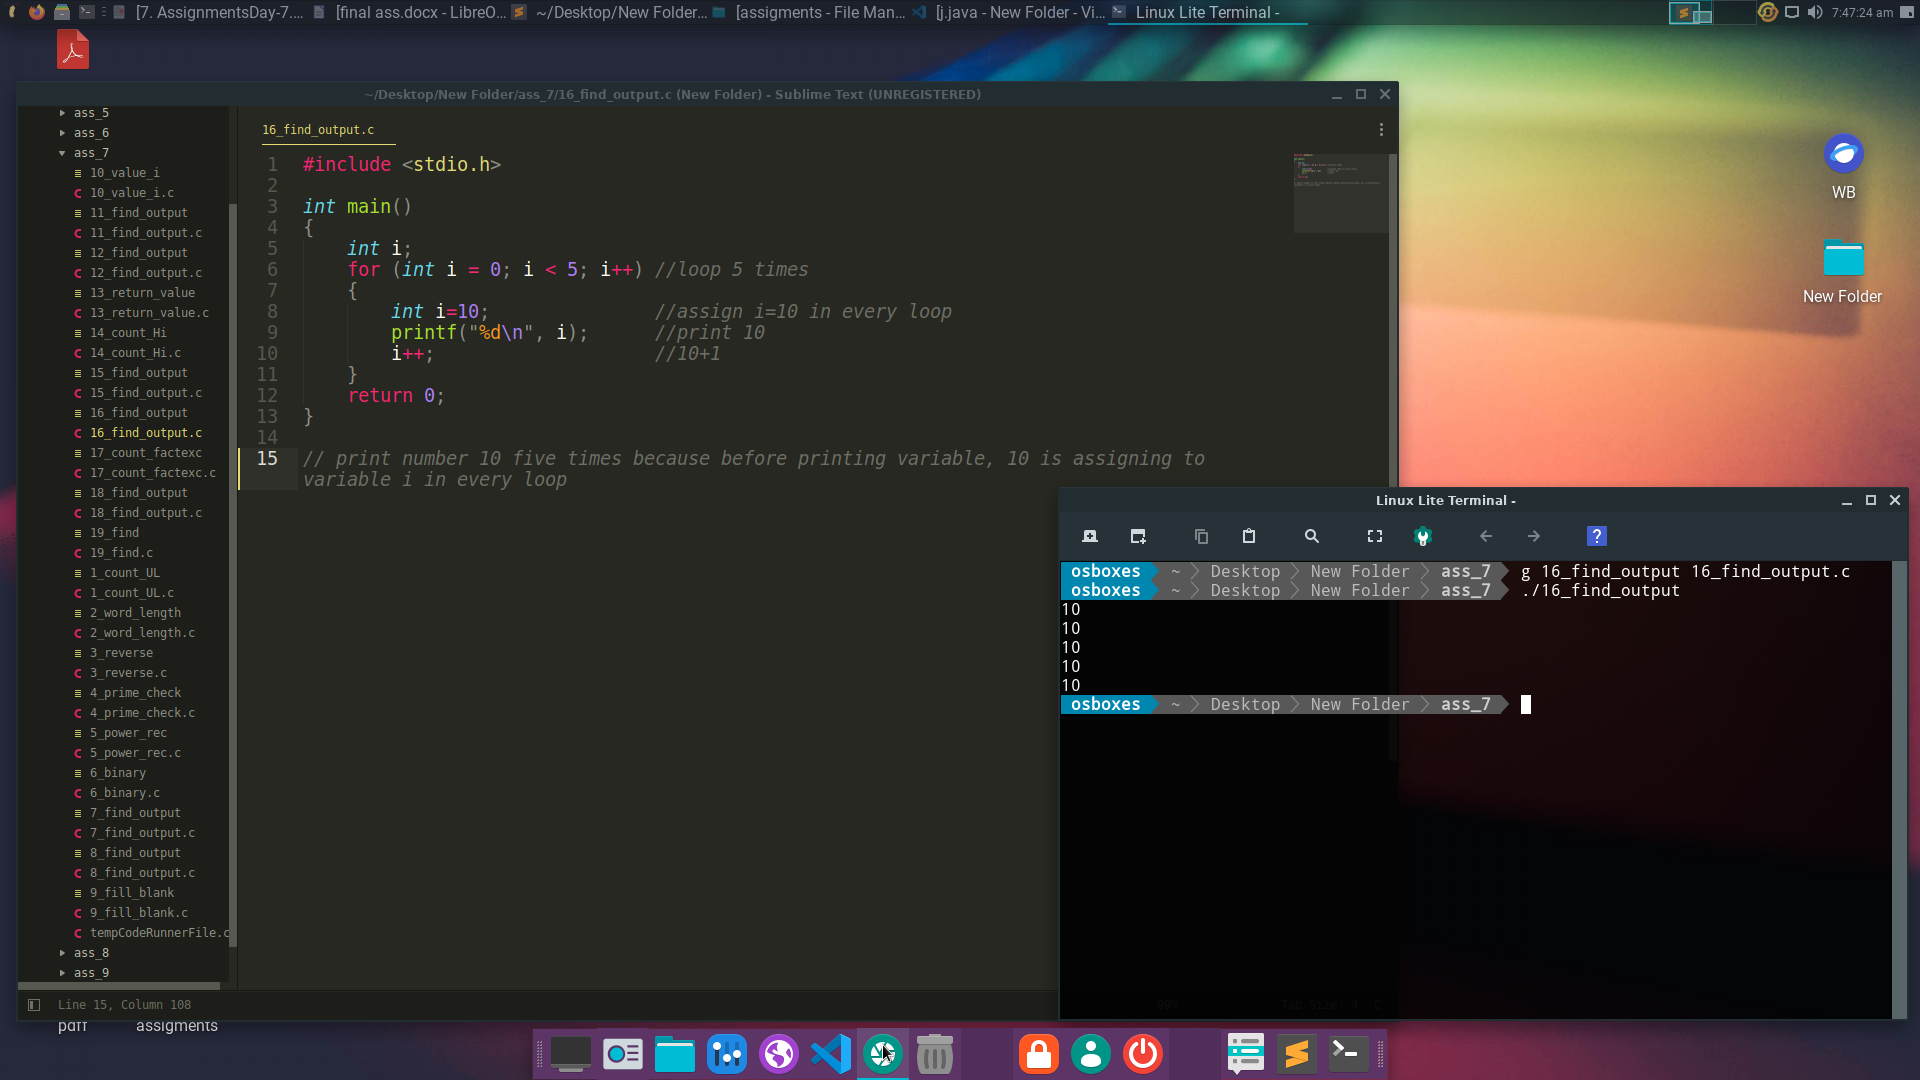 [7. AssignmentsDay-7....
[final ass.docx - LibreO...
~/Desktop/New Folder...
[assigments - File Man...
[j.java - New Folder - Vi...
Linux Lite Terminal -
7:47:24 am
~/Desktop/New Folder/ass_7/16_find_output.c (New Folder) - Sublime Text (UNREGISTERED)
ass_5
ass_6
ass_7
10_value_i
10_value_i.c
11_find_output
11_find_output.c
12_find_output
12_find_output.c
13_return_value
13_return_value.c
14_count_Hi
14_count_Hi.c
15_find_output
15_find_output.c
16_find_output
16_find_output.c
17_count_factexc
17_count_factexc.c
18_find_output
18_find_output.c
19_find
19_find.c
1_count_UL
1_count_UL.c
2_word_length
2_word_length.c
3_reverse
3_reverse.c
4_prime_check
4_prime_check.c
5_power_rec
5_power_rec.c
6_binary
6_binary.c
7_find_output
7_find_output.c
8_find_output
8_find_output.c
9_fill_blank
9_fill_blank.c
tempCodeRunnerFile.c
ass_8
ass_9
16_find_output.c
1 #include <stdio.h>
2
3 int main()
4 {
5 int i;
6 for (int i = 0; i < 5; i++) //loop 5 times
7 {
8 int i=10; //assign i=10 in every loop
9 printf("%d\n", i); //print 10
10 i++; //10+1
11 }
12 return 0;
13 }
14
15 // print number 10 five times because before printing variable, 10 is assigning to
variable i in every loop
Line 15, Column 108
99%
Tab Size: 4 C
Linux Lite Terminal -
?
osboxes ~ Desktop New Folder ass_7 g 16_find_output 16_find_output.c
osboxes ~ Desktop New Folder ass_7 ./16_find_output
10
10
10
10
10
osboxes ~ Desktop New Folder ass_7
WB
New Folder
pdff
assigments